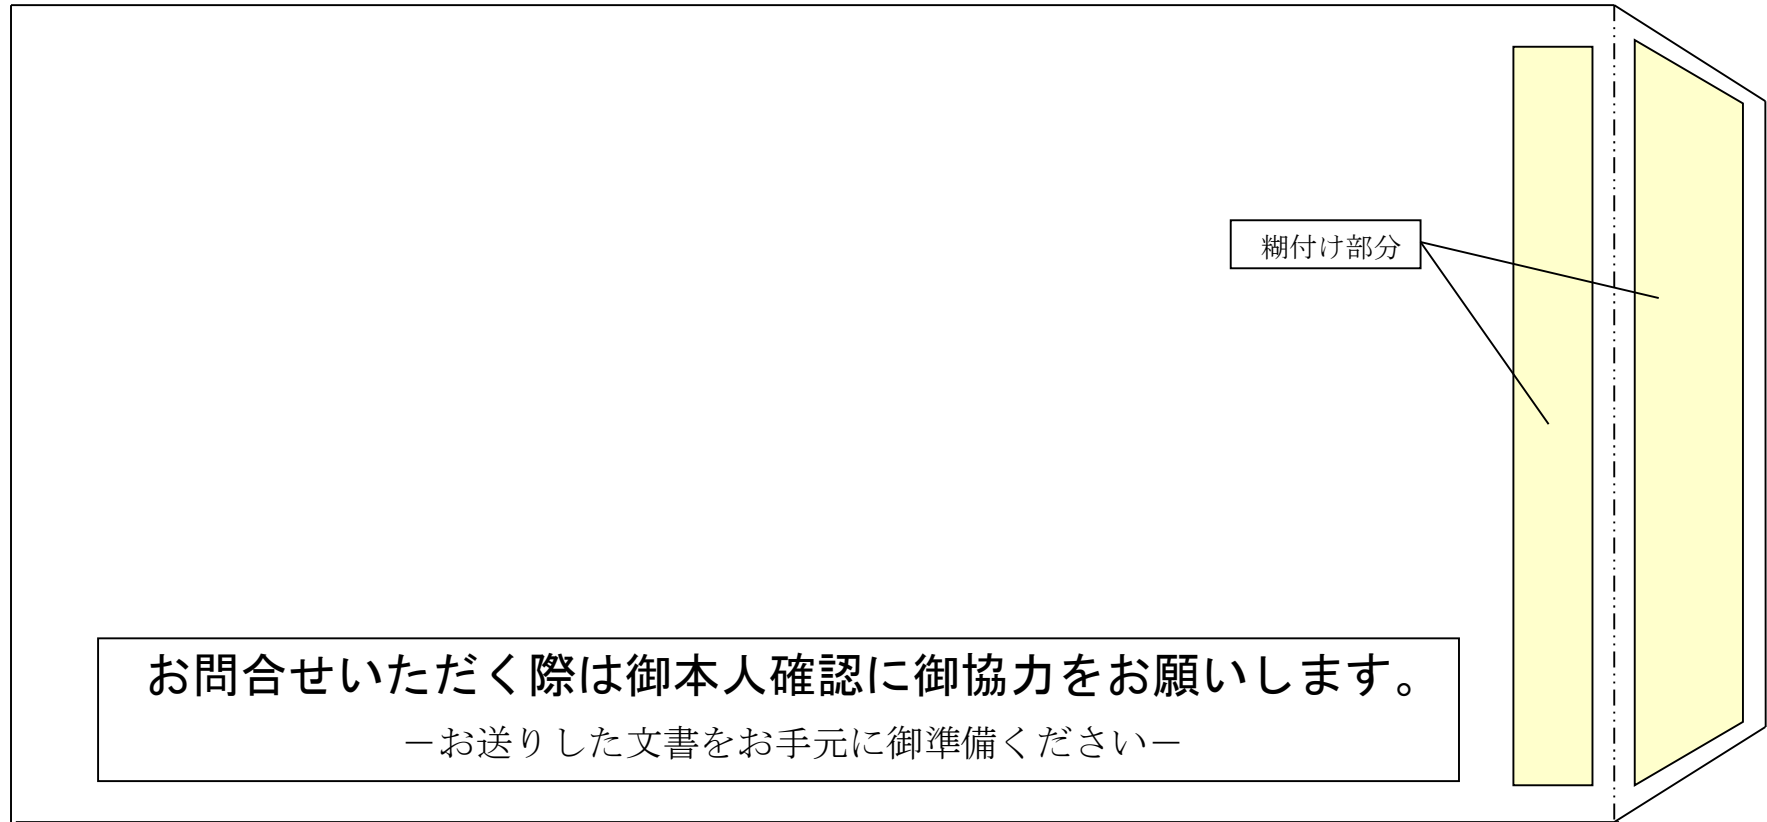 糊付け部分
お問合せいただく際は御本人確認に御協力をお願いします。
－お送りした文書をお手元に御準備ください－